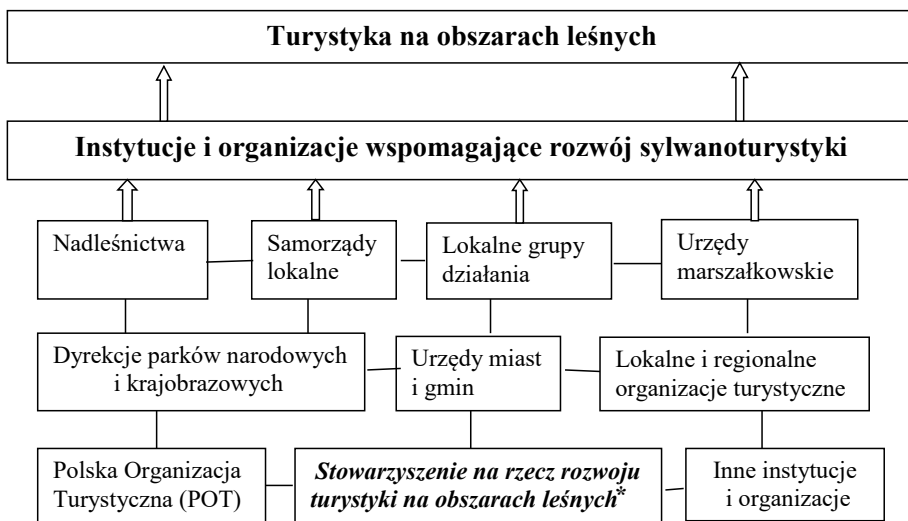 Turystyka na obszarach leśnych
Instytucje i organizacje wspomagające rozwój sylwanoturystyki
Nadleśnictwa
Samorządy
lokalne
Lokalne grupy
działania
Urzędy
marszałkowskie
Dyrekcje parków narodowych
i krajobrazowych
Urzędy miast
i gmin
Lokalne i regionalne
organizacje turystyczne
Polska Organizacja
Turystyczna (POT)
Stowarzyszenie na rzecz rozwoju
turystyki na obszarach leśnych*
Inne instytucje
i organizacje